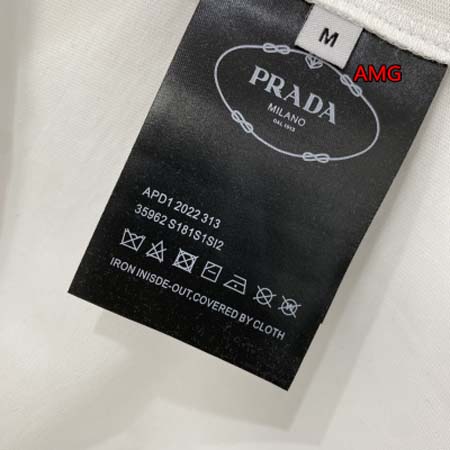 M
AMG
PRADA
MILANO
DAL 1913
APD1 2022 313
35962 S181S1SI2
IRON INISDE-OUT,COVERED BY CLOTH